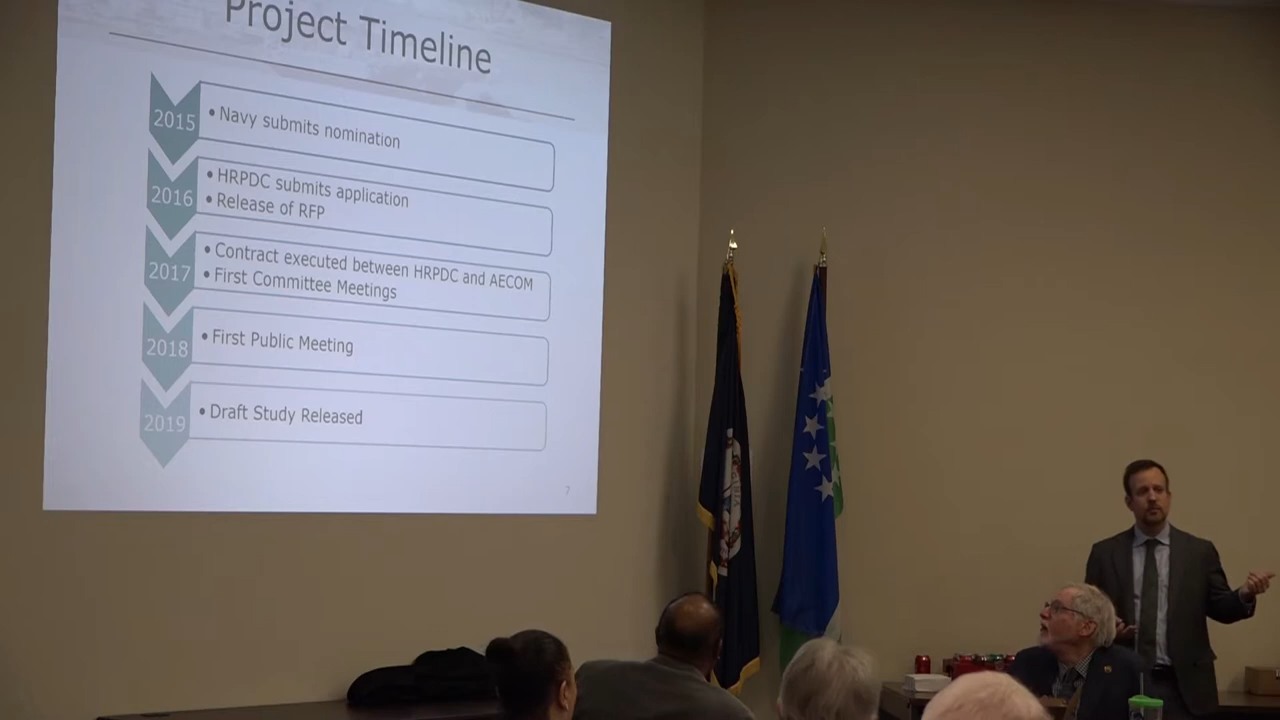 Project Timeline
2015
• Navy submits nomination
2016
• HRPDC submits application
• Release of RFP
2017
• Contract executed between HRPDC and AECOM
• First Committee Meetings
2018
• First Public Meeting
2019
• Draft Study Released
7